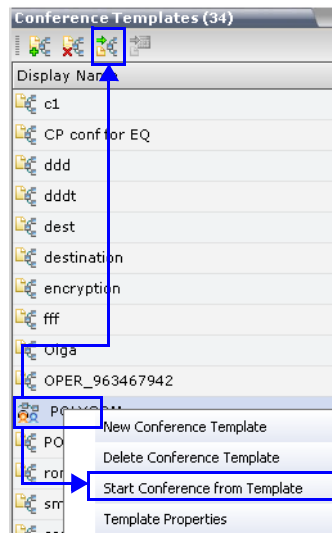 Conference Templates (34)
Display Name
c1
CP conf for EQ
ddd
dddt
dest
destination
encryption
fff
Olga
OPER_963467942
POLYCOM
New Conference Template
Delete Conference Template
Start Conference from Template
Template Properties